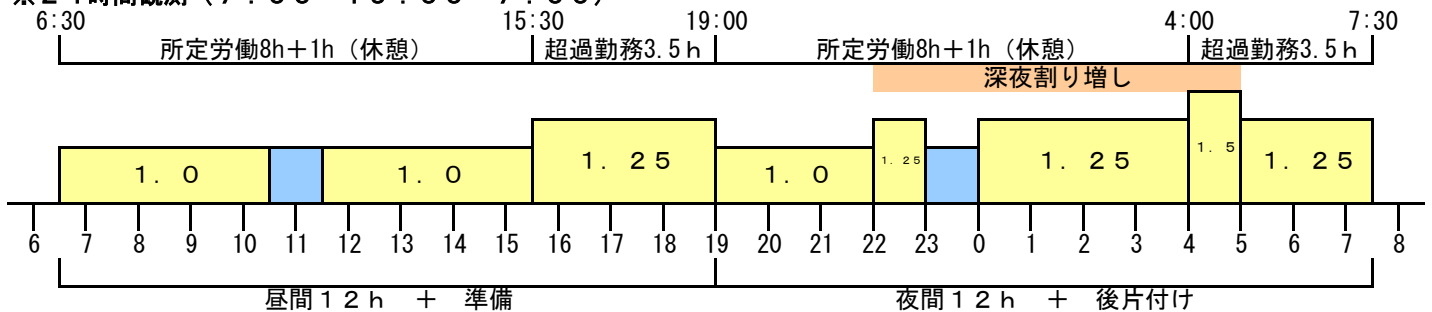 6:30 15:30 19:00 4:00 7:30
所定労働8h+1h（休憩） 超過勤務3.5ｈ 所定労働8h+1h（休憩） 超過勤務3.5ｈ
深夜割り増し
１．０ １．０ １．２５ １．０ １．２５ １．２５ １．５ １．２５
6 7 8 9 10 11 12 13 14 15 16 17 18 19 20 21 22 23 0 1 2 3 4 5 6 7 8
昼間１２ｈ ＋ 準備 夜間１２ｈ ＋ 後片付け